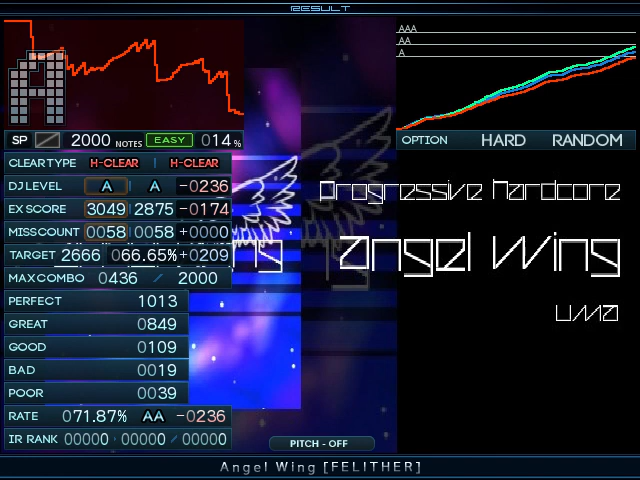 RESULT
AAA
AA
A
A
SP 2000 NOTES EASY 014%
OPTION HARD RANDOM
CLEAR TYPE H-CLEAR | H-CLEAR
DJ LEVEL A | A -0236
EX SCORE 3049 2875 -0174
MISSCOUNT 0058 0058 +0000
TARGET 2666 066.65% +0209
MAXCOMBO 0436 / 2000
PERFECT 1013
GREAT 0849
GOOD 0109
BAD 0019
POOR 0039
RATE 071.87% AA -0236
IR RANK 00000 00000 / 00000
Progressive Hardcore
Angel Wing
uma
PITCH - OFF
Angel Wing [FELITHER]